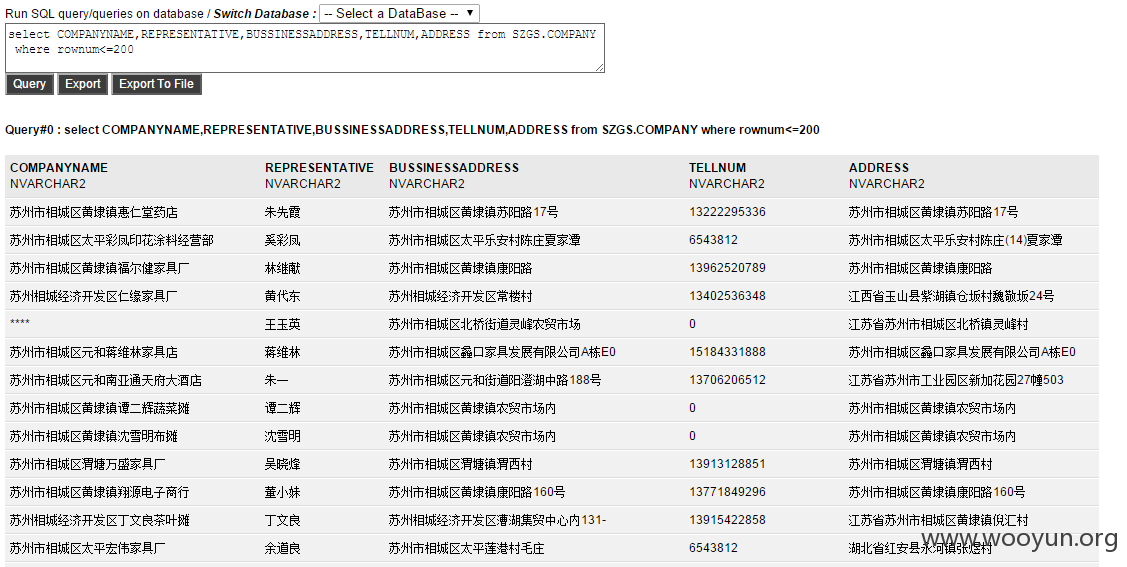 Run SQL query/queries on database / Switch Database : -- Select a DataBase -- ▼
select COMPANYNAME,REPRESENTATIVE,BUSSINESSADDRESS,TELLNUM,ADDRESS from SZGS.COMPANY
where rownum<=200
Query Export Export To File
Query#0 : select COMPANYNAME,REPRESENTATIVE,BUSSINESSADDRESS,TELLNUM,ADDRESS from SZGS.COMPANY where rownum<=200
COMPANYNAME REPRESENTATIVE BUSSINESSADDRESS TELLNUM ADDRESS
NVARCHAR2 NVARCHAR2 NVARCHAR2 NVARCHAR2 NVARCHAR2
苏州市相城区黄埭镇惠仁堂药店 朱先霞 苏州市相城区黄埭镇苏阳路17号 13222295336 苏州市相城区黄埭镇苏阳路17号
苏州市相城区太平彩凤印花涂料经营部 奚彩凤 苏州市相城区太平乐安村陈庄夏家潭 6543812 苏州市相城区太平乐安村陈庄(14)夏家潭
苏州市相城区黄埭镇福尔健家具厂 林维献 苏州市相城区黄埭镇康阳路 13962520789 苏州市相城区黄埭镇康阳路
苏州相城经济开发区仁缘家具厂 黄代东 苏州相城经济开发区常楼村 13402536348 江西省玉山县紫湖镇仓坂村魏敬坂24号
**** 王玉英 苏州市相城区北桥街道灵峰农贸市场 0 江苏省苏州市相城区北桥镇灵峰村
苏州市相城区元和蒋维林家具店 蒋维林 苏州市相城区蠡口家具发展有限公司A栋E0 15184331888 苏州市相城区蠡口家具发展有限公司A栋E0
苏州市相城区元和南亚通天府大酒店 朱一 苏州市相城区元和街道阳澄湖中路188号 13706206512 江苏省苏州市工业园区新加花园27幢503
苏州市相城区黄埭镇谭二辉蔬菜摊 谭二辉 苏州市相城区黄埭镇农贸市场内 0 苏州市相城区黄埭镇农贸市场内
苏州市相城区黄埭镇沈雪明布摊 沈雪明 苏州市相城区黄埭镇农贸市场内 0 苏州市相城区黄埭镇农贸市场内
苏州市相城区渭塘万盛家具厂 吴晓烽 苏州市相城区渭塘镇渭西村 13913128851 苏州市相城区渭塘镇渭西村
苏州市相城区黄埭镇翔源电子商行 董小妹 苏州市相城区黄埭镇康阳路160号 13771849296 苏州市相城区黄埭镇康阳路160号
苏州相城经济开发区丁文良茶叶摊 丁文良 苏州相城经济开发区漕湖集贸中心内131- 13915422858 江苏省苏州市相城区黄埭镇倪汇村
苏州市相城区太平宏伟家具厂 余道良 苏州市相城区太平莲港村毛庄 6543812 湖北省红安县永河镇张煜村
www.wooyun.org